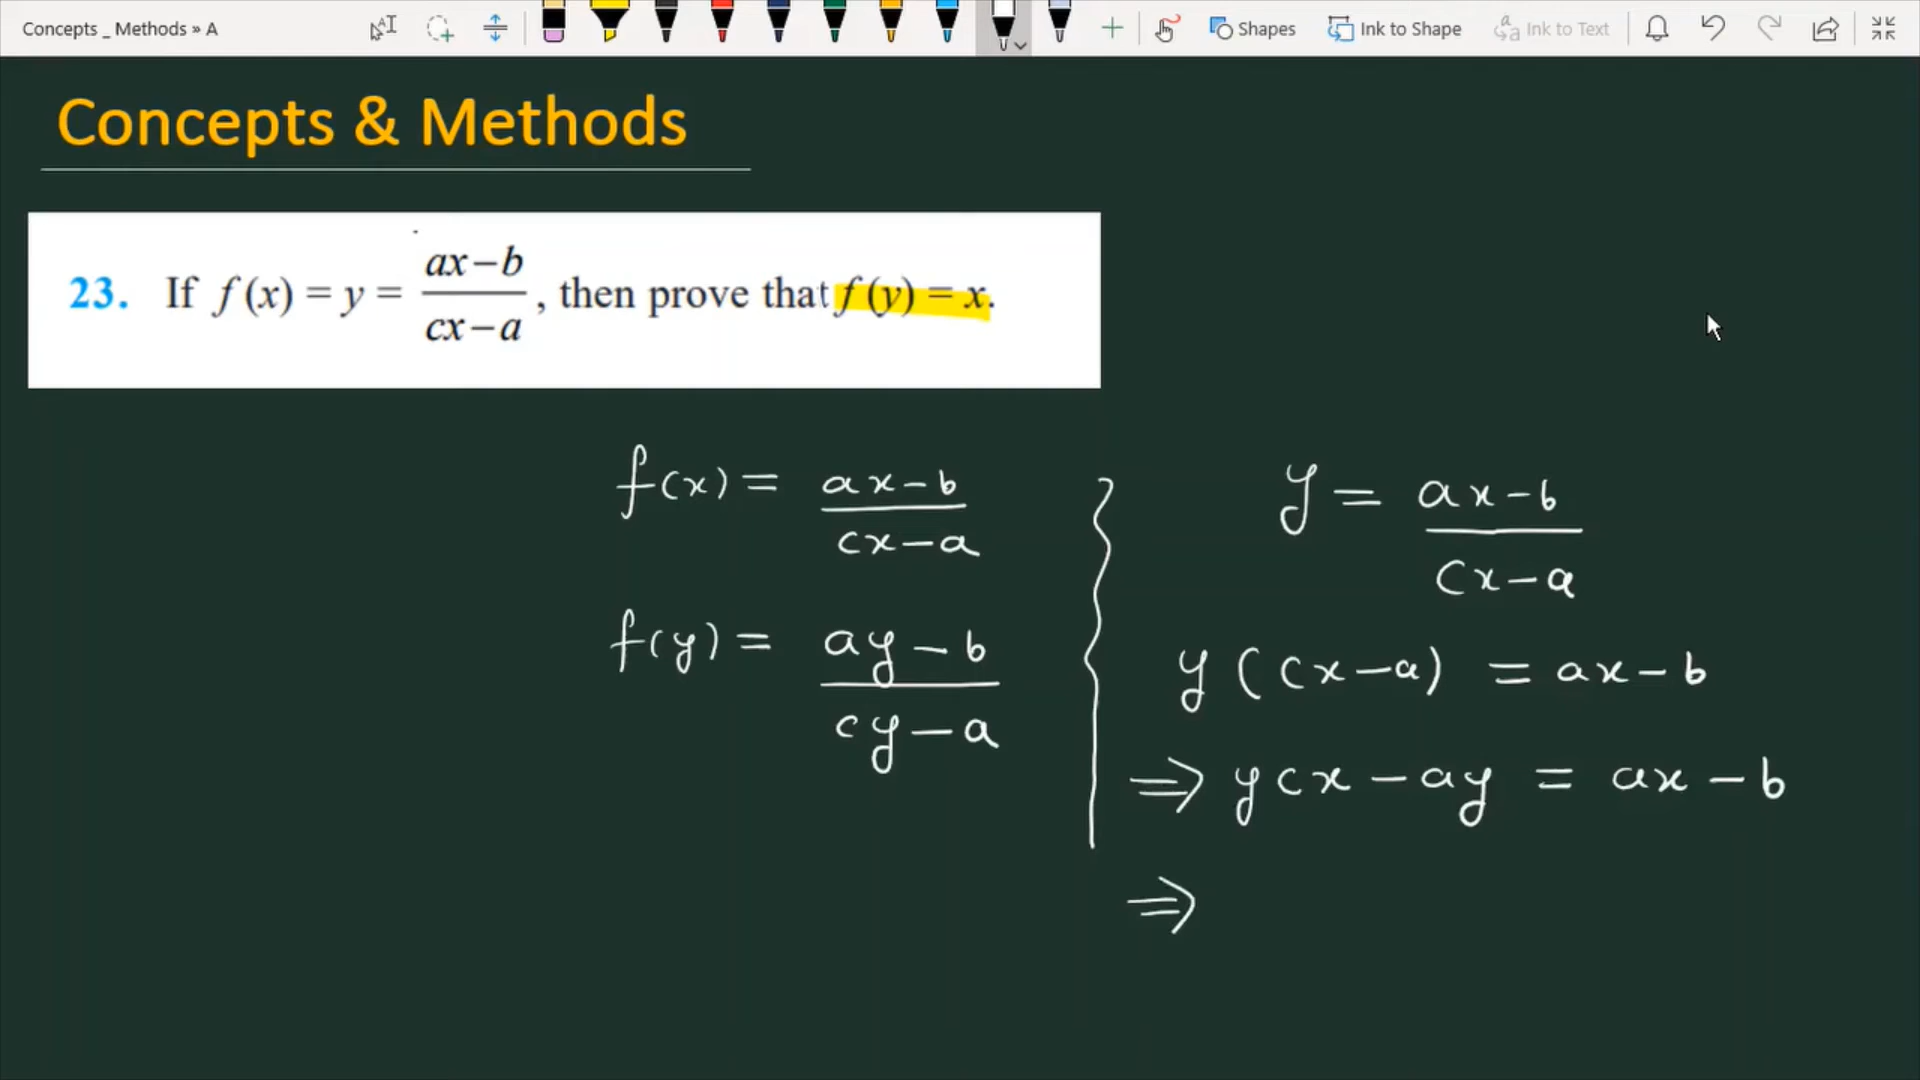 Concepts _ Methods » A
Shapes
Ink to Shape
Ink to Text
Concepts & Methods
23. If f(x) = y = (ax−b)/(cx−a), then prove that f(y) = x.
f(x) = (ax−b)/(cx−a)
f(y) = (ay−b)/(cy−a)
y = (ax−b)/(cx−a)
y(cx−a) = ax−b
⇒ ycx − ay = ax − b
⇒